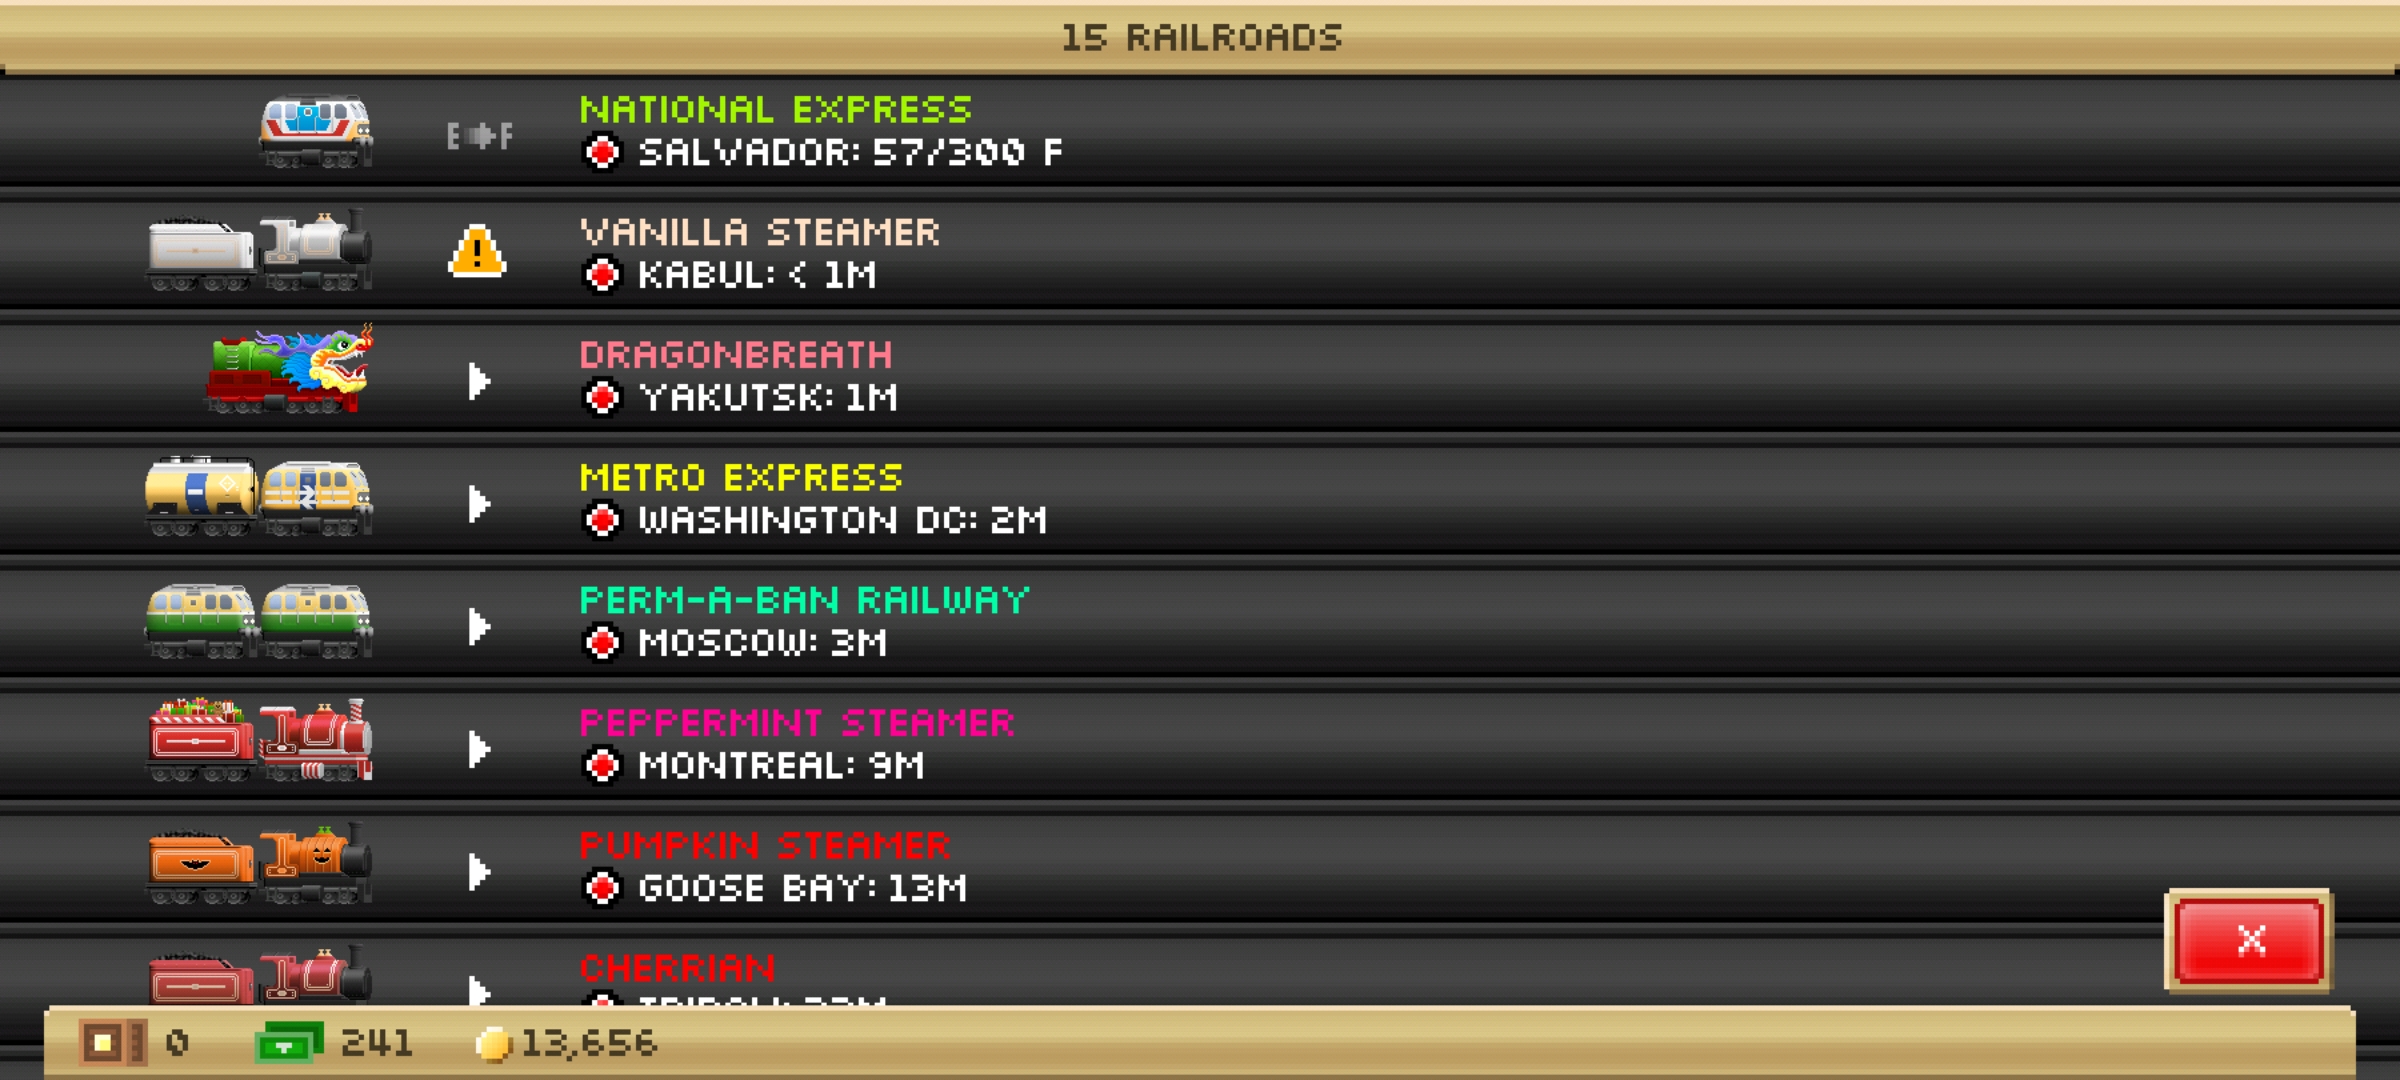 15 RAILROADS
NATIONAL EXPRESS
E F
SALVADOR: 57/300 F
VANILLA STEAMER
KABUL: < 1M
DRAGONBREATH
YAKUTSK: 1M
METRO EXPRESS
WASHINGTON DC: 2M
PERM-A-BAN RAILWAY
MOSCOW: 3M
PEPPERMINT STEAMER
MONTREAL: 9M
PUMPKIN STEAMER
GOOSE BAY: 13M
CHERRIAN
X
0 241 13,656